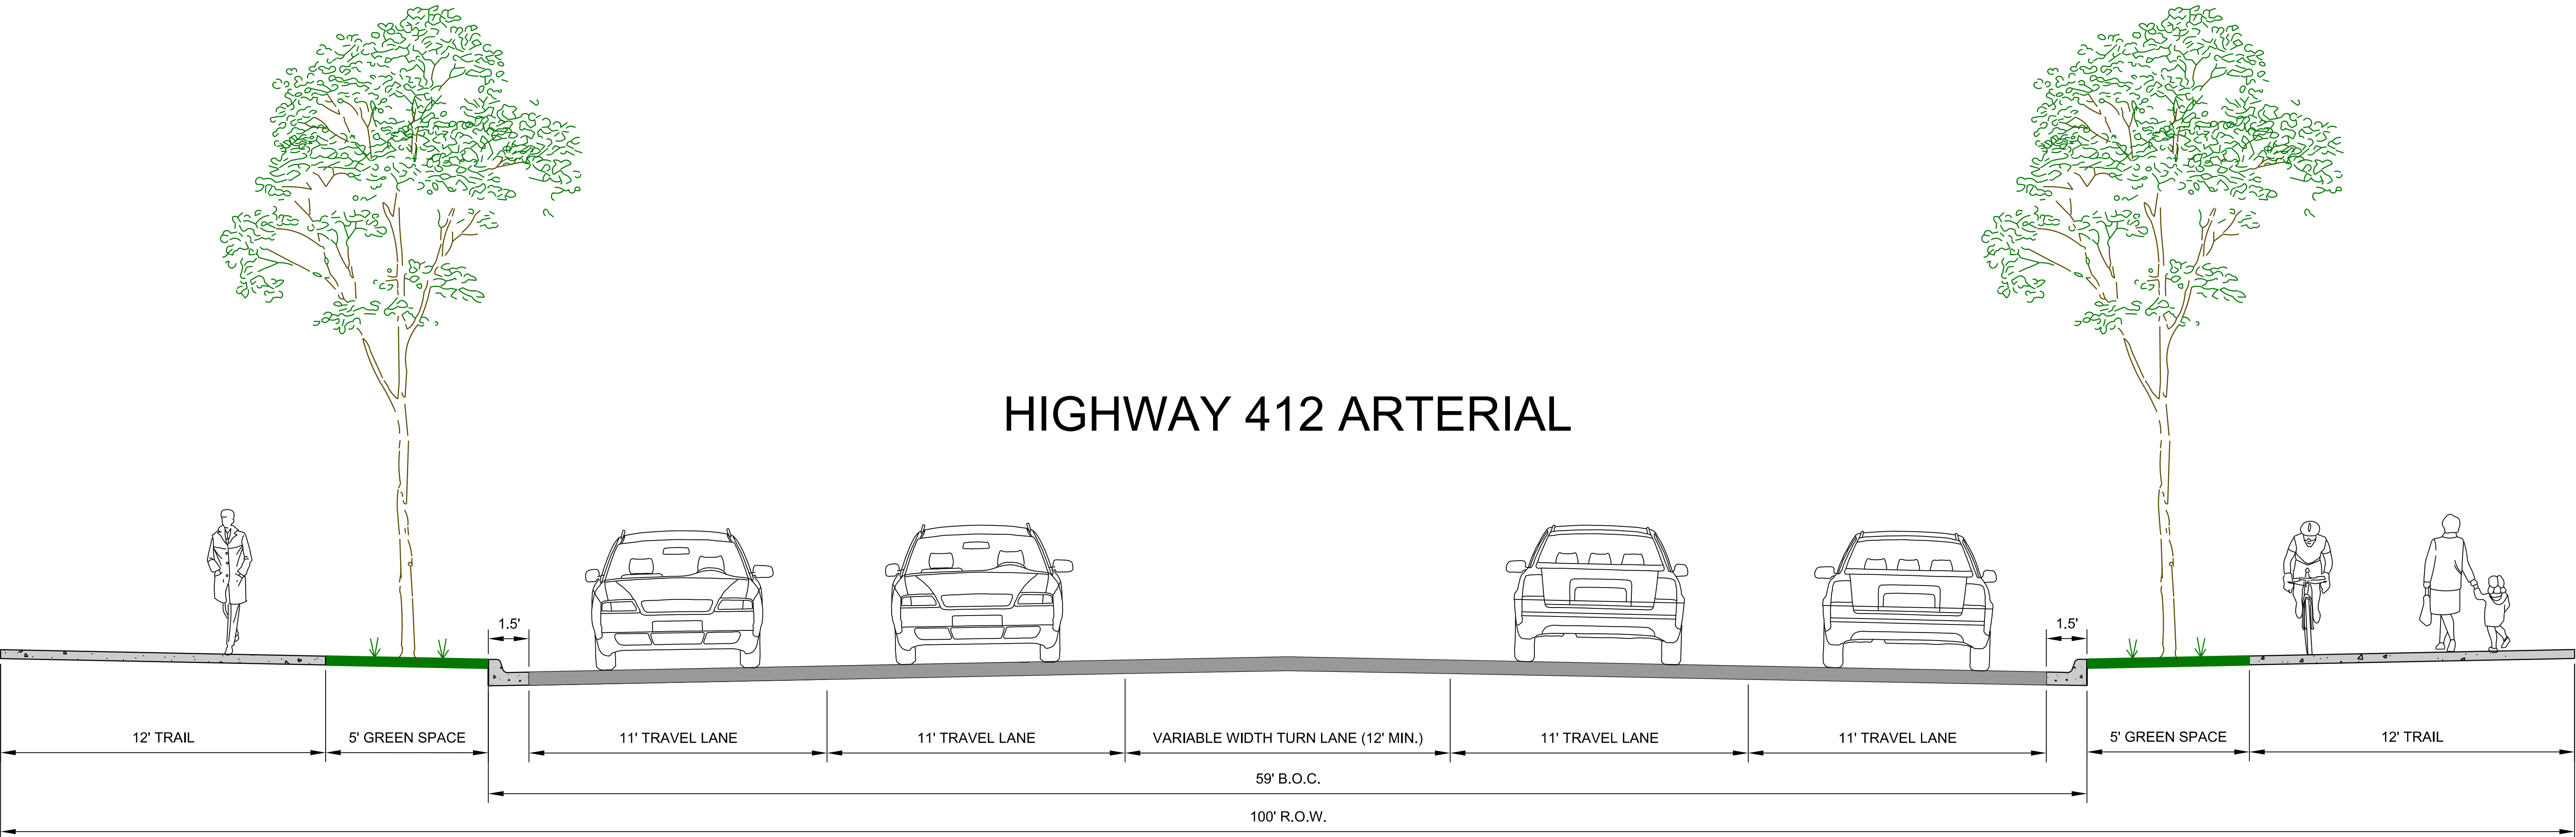 HIGHWAY 412 ARTERIAL
1.5'
1.5'
12' TRAIL
5' GREEN SPACE
11' TRAVEL LANE
11' TRAVEL LANE
VARIABLE WIDTH TURN LANE (12' MIN.)
11' TRAVEL LANE
11' TRAVEL LANE
5' GREEN SPACE
12' TRAIL
59' B.O.C.
100' R.O.W.